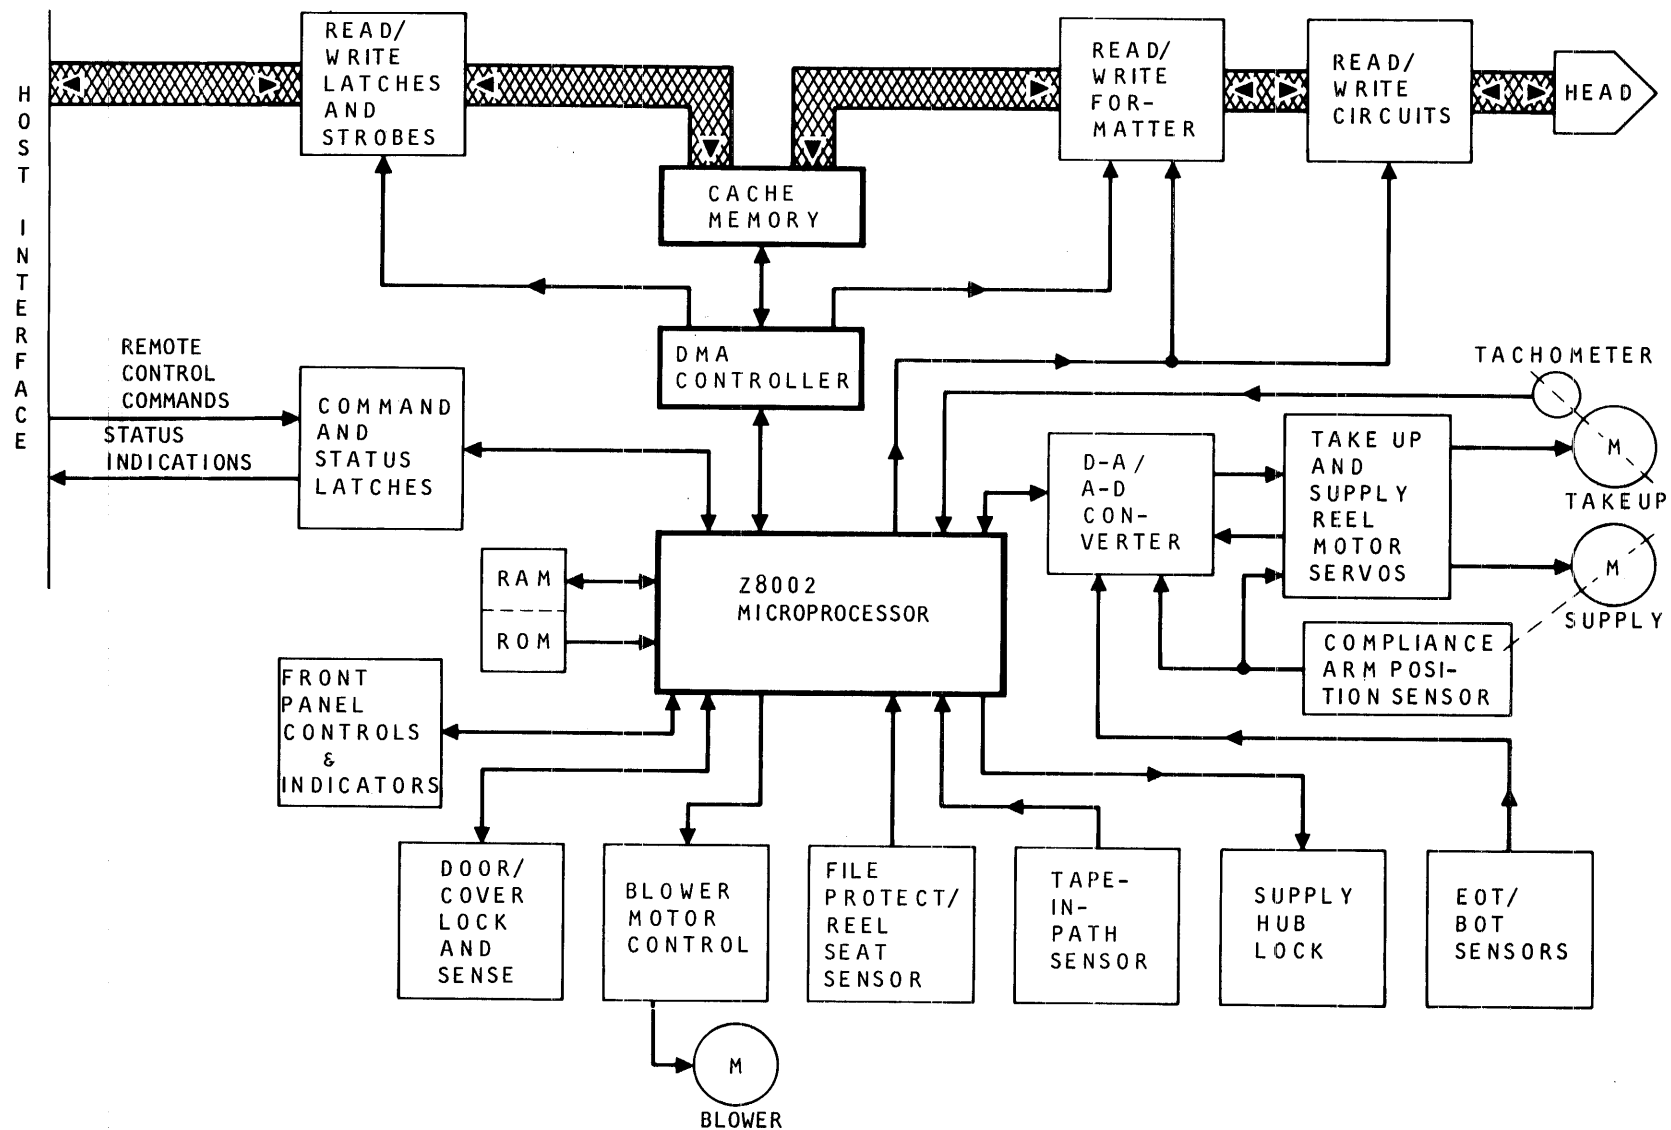 HOST INTERFACE
READ/
WRITE
LATCHES
AND
STROBES
CACHE
MEMORY
READ/
WRITE
FOR-
MATTER
READ/
WRITE
CIRCUITS
HEAD
DMA
CONTROLLER
REMOTE
CONTROL
COMMANDS
STATUS
INDICATIONS
COMMAND
AND
STATUS
LATCHES
TACHOMETER
D-A/
A-D
CON-
VERTER
TAKE UP
AND
SUPPLY
REEL
MOTOR
SERVOS
M
TAKEUP
M
SUPPLY
RAM
ROM
Z8002
MICROPROCESSOR
COMPLIANCE
ARM POSI-
TION SENSOR
FRONT
PANEL
CONTROLS
&
INDICATORS
DOOR/
COVER
LOCK
AND
SENSE
BLOWER
MOTOR
CONTROL
FILE
PROTECT/
REEL
SEAT
SENSOR
TAPE-
IN-
PATH
SENSOR
SUPPLY
HUB
LOCK
EOT/
BOT
SENSORS
M
BLOWER